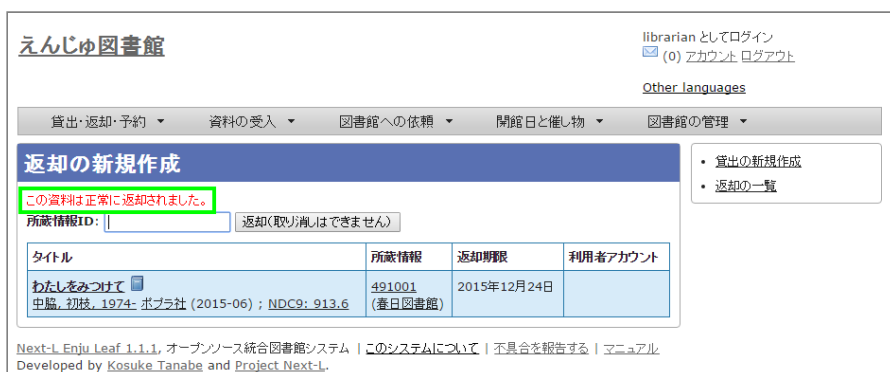 えんじゅ図書館
librarian としてログイン
(0) アカウント ログアウト
Other languages
貸出・返却・予約 ▼ 資料の受入 ▼ 図書館への依頼 ▼ 開館日と催し物 ▼ 図書館の管理 ▼
返却の新規作成
この資料は正常に返却されました。
所蔵情報ID: 返却(取り消しはできません)
タイトル 所蔵情報 返却期限 利用者アカウント
わたしをみつけて 491001 2015年12月24日
中脇, 初枝, 1974- ポプラ社 (2015-06) ; NDC9: 913.6 (春日図書館)
• 貸出の新規作成
• 返却の一覧
Next-L Enju Leaf 1.1.1, オープンソース統合図書館システム | このシステムについて | 不具合を報告する | マニュアル
Developed by Kosuke Tanabe and Project Next-L.